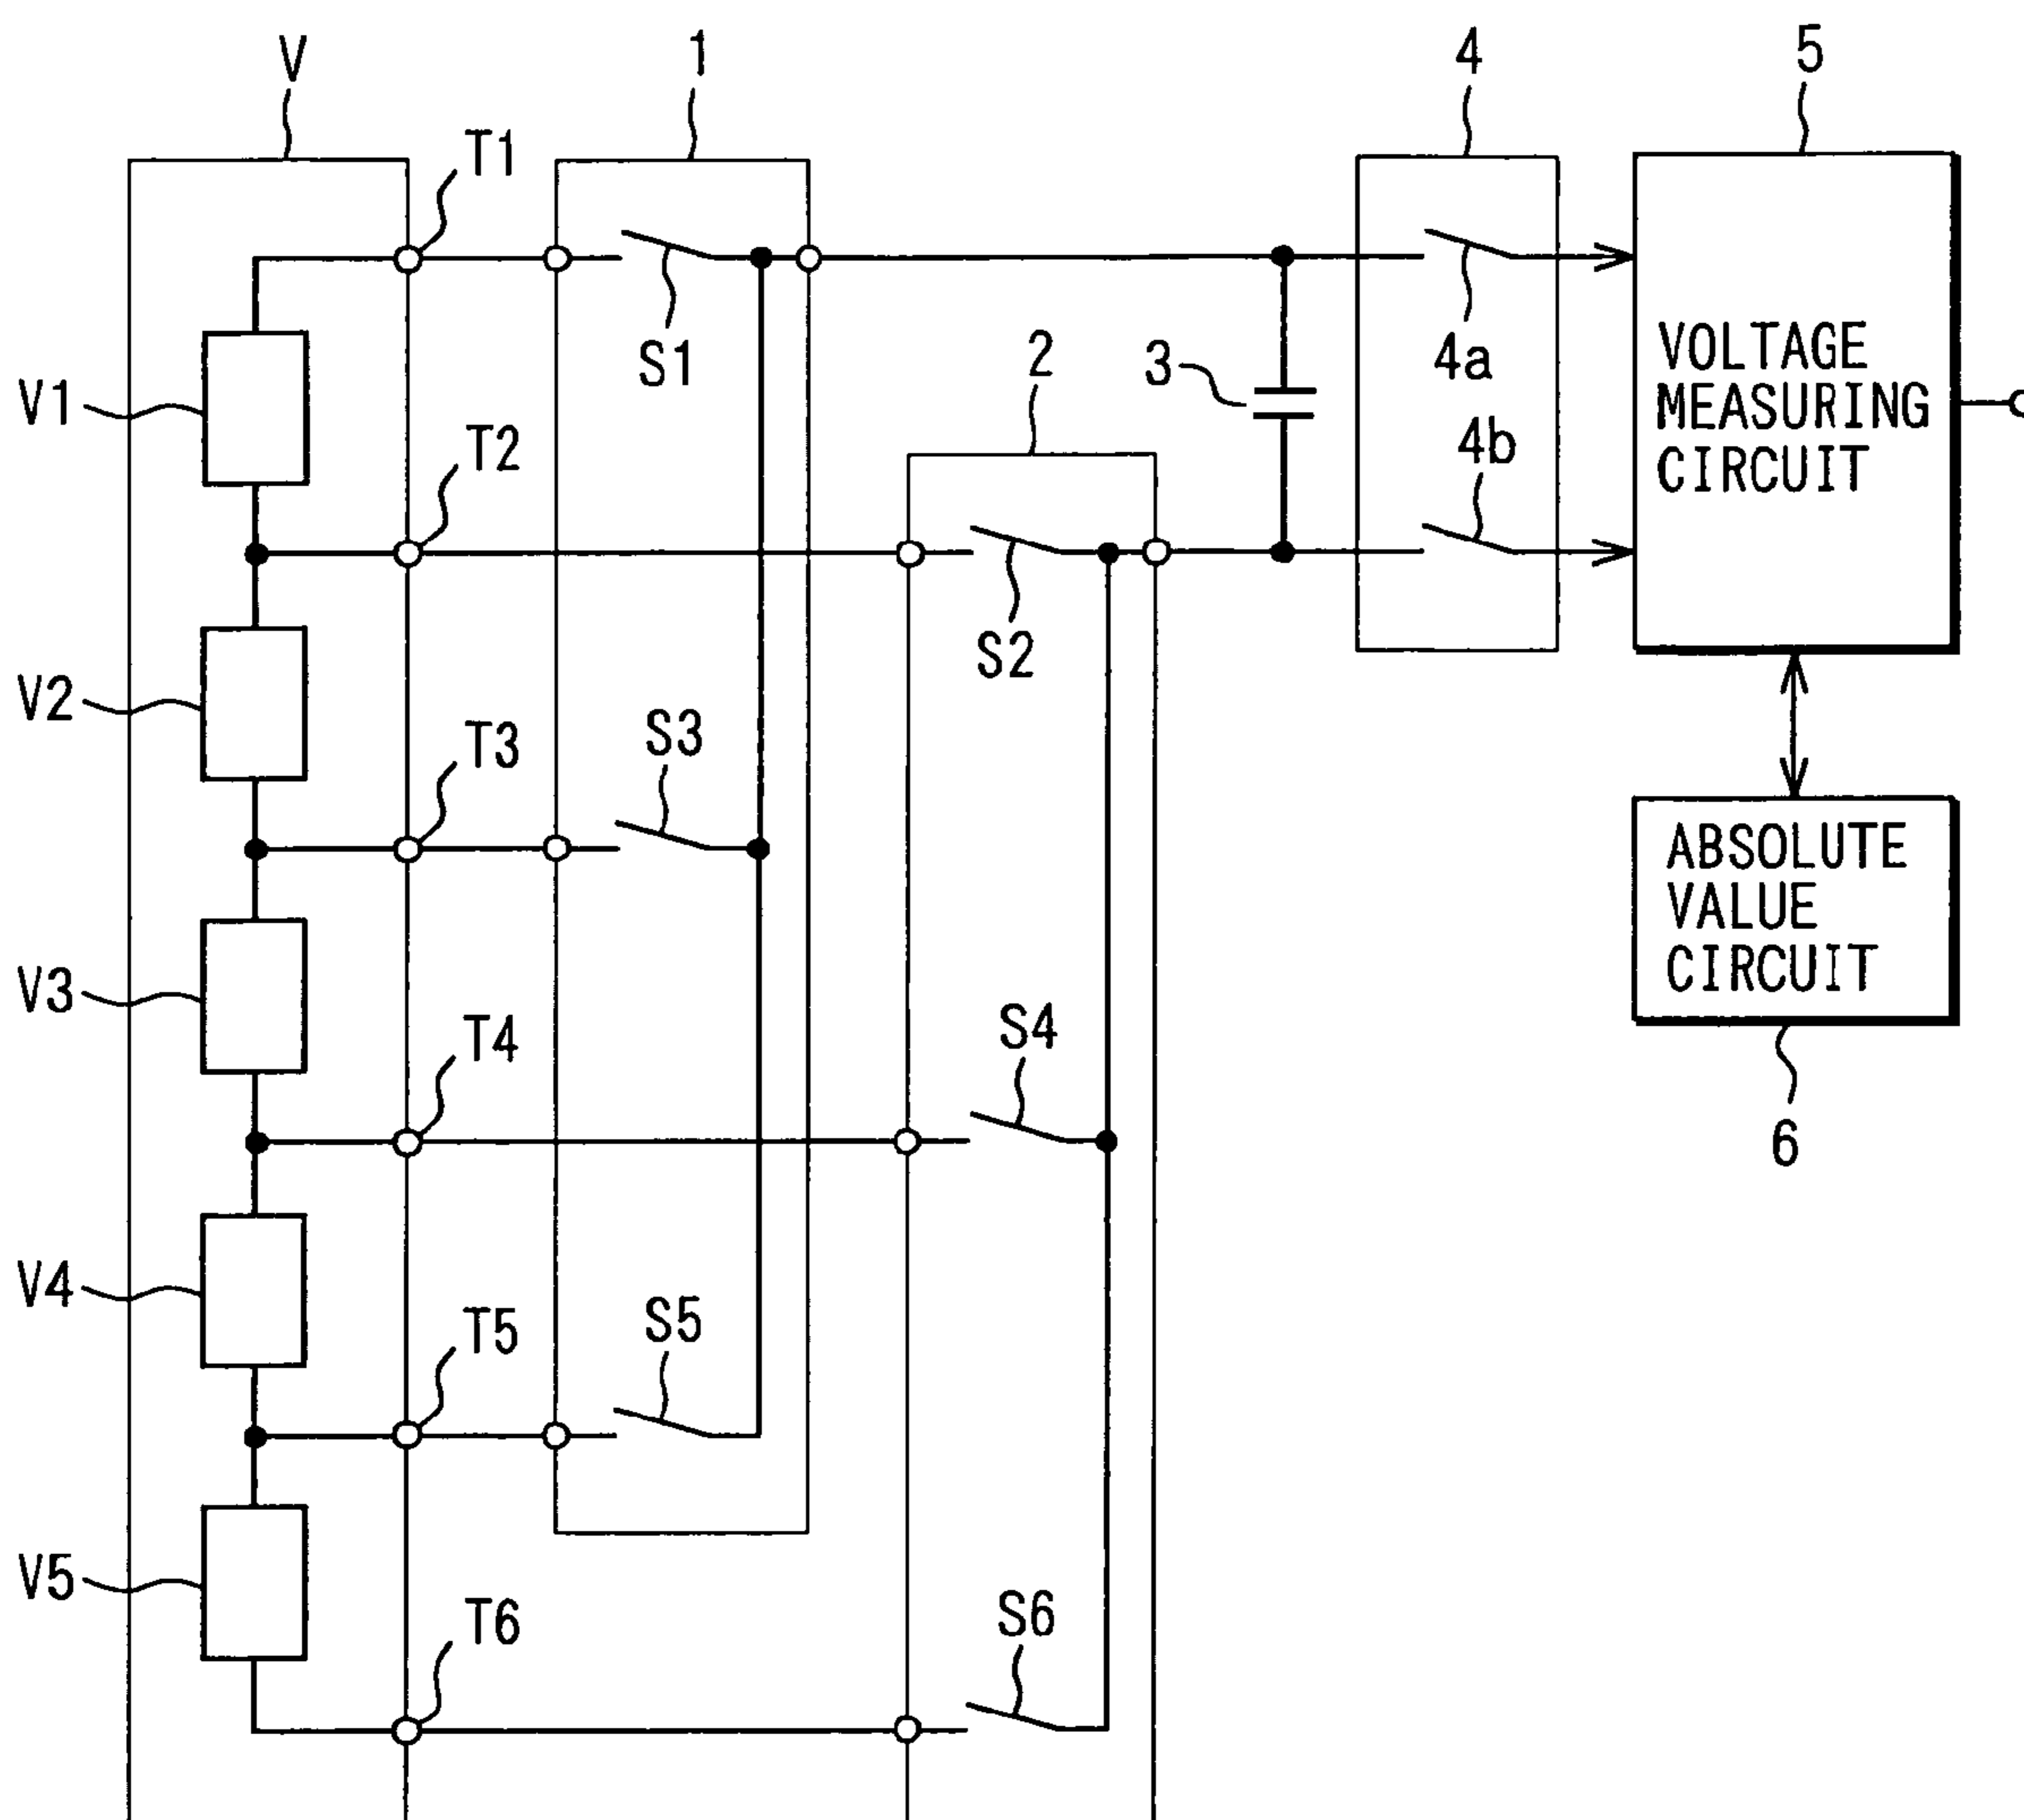 V
1
4
5
T1
S1
2
3
4a
VOLTAGE
MEASURING
CIRCUIT
V1
T2
4b
S2
V2
T3
S3
ABSOLUTE
VALUE
CIRCUIT
V3
T4
S4
6
V4
T5
S5
V5
T6
S6